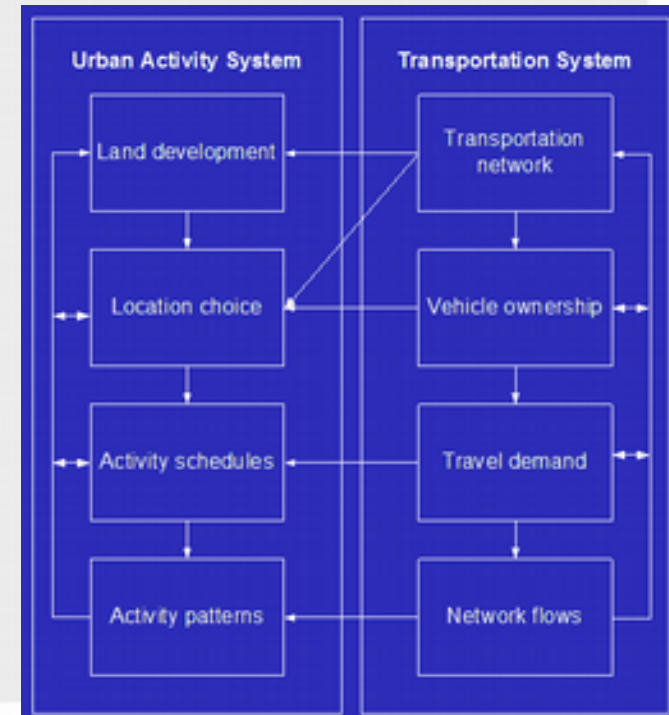 Urban Activity System
Land development
Location choice
Activity schedules
Activity patterns
Transportation System
Transportation
network
Vehicle ownership
Travel demand
Network flows